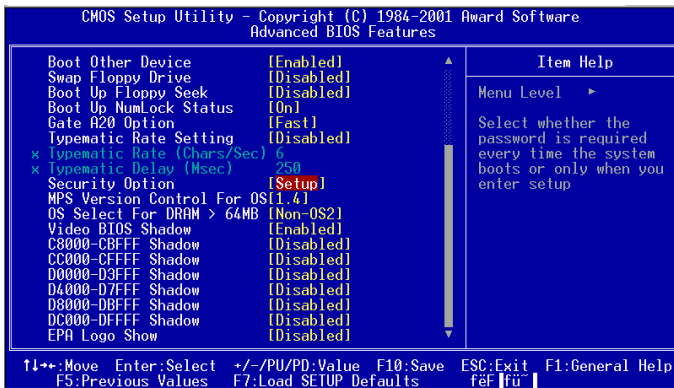 CMOS Setup Utility - Copyright (C) 1984-2001 Award Software
Advanced BIOS Features
Boot Other Device [Enabled]
Swap Floppy Drive [Disabled]
Boot Up Floppy Seek [Disabled]
Boot Up NumLock Status [On]
Gate A20 Option [Fast]
Typematic Rate Setting [Disabled]
x Typematic Rate (Chars/Sec) 6
x Typematic Delay (Msec) 250
Security Option [Setup]
MPS Version Control For OS[1.4]
OS Select For DRAM > 64MB [Non-OS2]
Video BIOS Shadow [Enabled]
C8000-CBFFF Shadow [Disabled]
CC000-CFFFF Shadow [Disabled]
D0000-D3FFF Shadow [Disabled]
D4000-D7FFF Shadow [Disabled]
D8000-DBFFF Shadow [Disabled]
DC000-DFFFF Shadow [Disabled]
EPA Logo Show [Disabled]
Item Help
Menu Level ►
Select whether the
password is required
every time the system
boots or only when you
enter setup
↑↓→←:Move Enter:Select +/-/PU/PD:Value F10:Save ESC:Exit F1:General Help
F5:Previous Values F7:Load SETUP Defaults